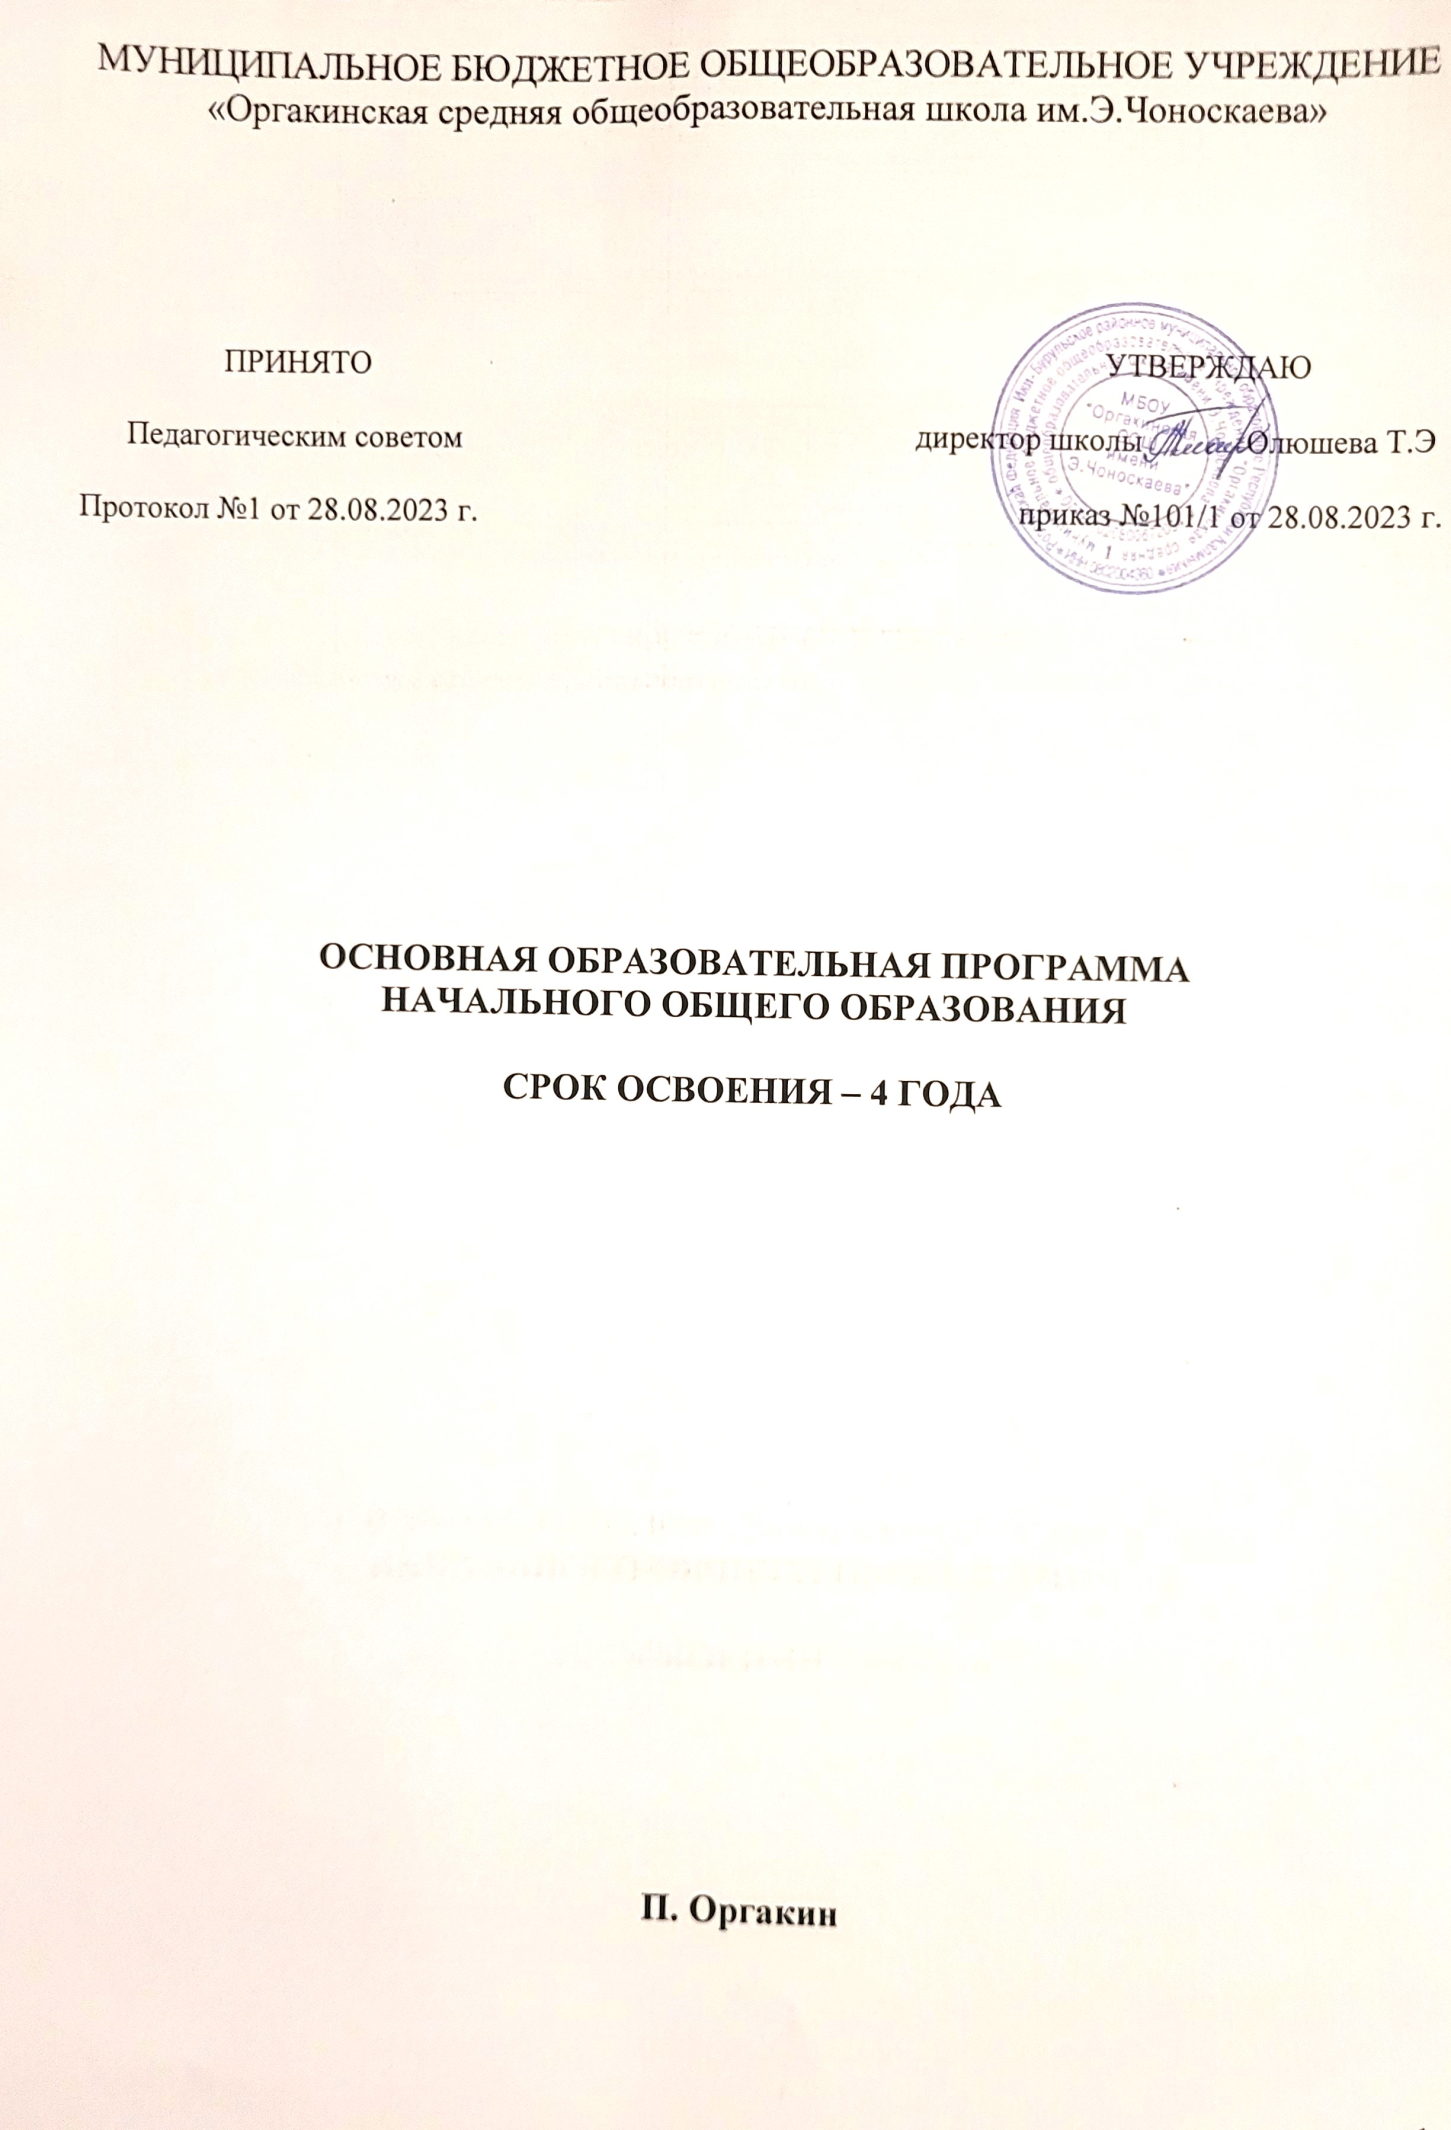 МУНИЦИПАЛЬНОЕ БЮДЖЕТНОЕ ОБЩЕОБРАЗОВАТЕЛЬНОЕ УЧРЕЖДЕНИЕ
«Оргакинская средняя общеобразовательная школа им.Э.Чоноскаева»
ПРИНЯТО
Педагогическим советом
Протокол №1 от 28.08.2023 г.
УТВЕРЖДАЮ
директор школы Олюшева Т.Э
приказ №101/1 от 28.08.2023 г.
МБОУ
"Оргакинская
СОШ
имени
Э.Чоноскаева"
ОСНОВНАЯ ОБРАЗОВАТЕЛЬНАЯ ПРОГРАММА
НАЧАЛЬНОГО ОБЩЕГО ОБРАЗОВАНИЯ
СРОК ОСВОЕНИЯ – 4 ГОДА
П. Оргакин